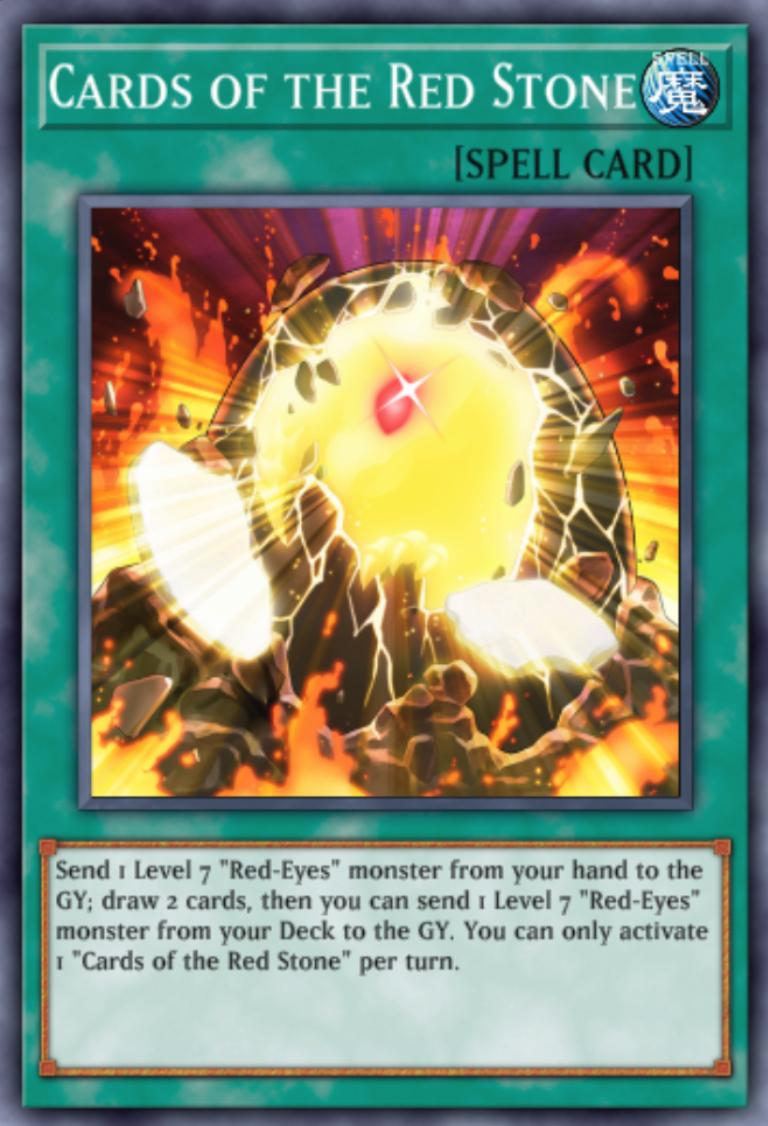 CARDS OF THE RED STONE
SPELL
魔
[SPELL CARD]
Send 1 Level 7 "Red-Eyes" monster from your hand to the
GY; draw 2 cards, then you can send 1 Level 7 "Red-Eyes"
monster from your Deck to the GY. You can only activate
1 "Cards of the Red Stone" per turn.